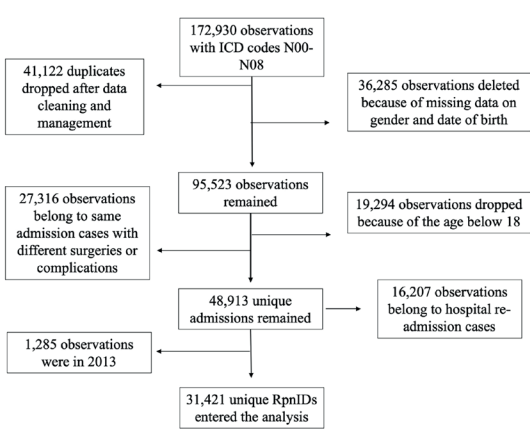 172,930 observations
with ICD codes N00-
N08
41,122 duplicates
dropped after data
cleaning and
management
36,285 observations deleted
because of missing data on
gender and date of birth
95,523 observations
remained
27,316 observations
belong to same
admission cases with
different surgeries or
complications
19,294 observations dropped
because of the age below 18
48,913 unique
admissions remained
16,207 observations
belong to hospital re-
admission cases
1,285 observations
were in 2013
31,421 unique RpnIDs
entered the analysis